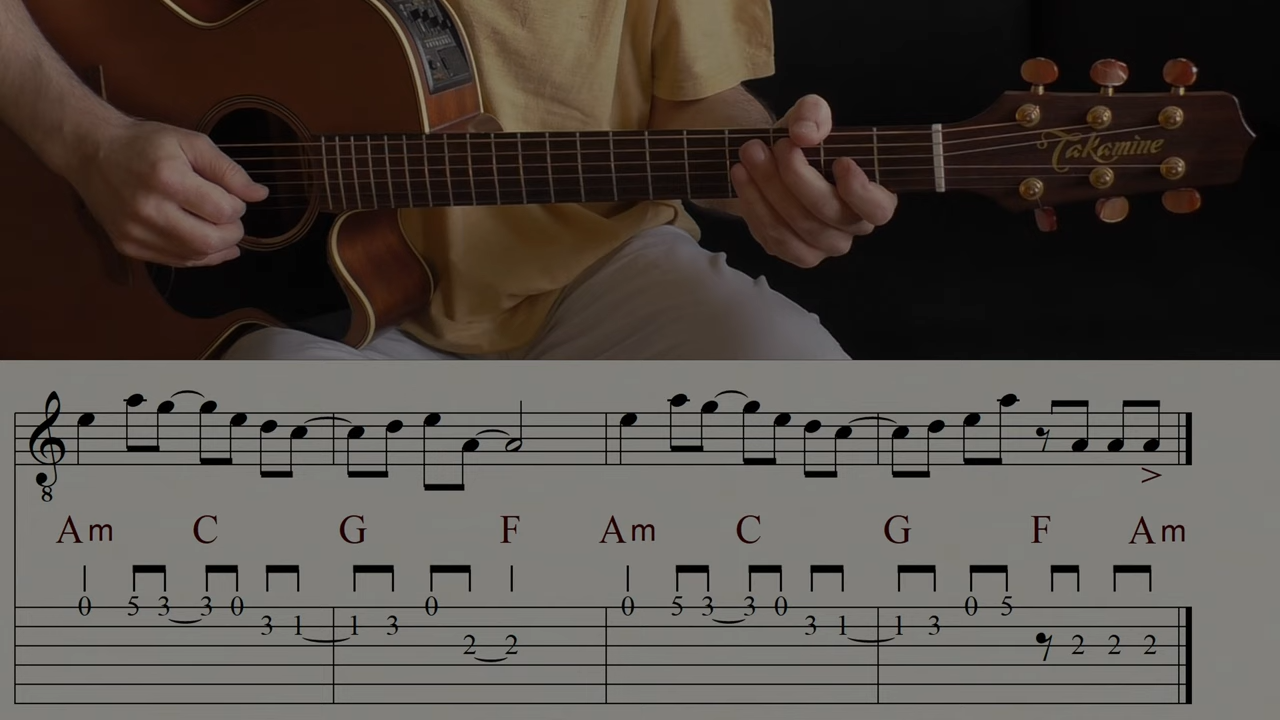 Takamine
8
Am C G F Am C G F Am
0 5 3 3 0 0 0 5 3 3 0 0 5
3 1 1 3 3 1 1 3
2 2 2 2 2